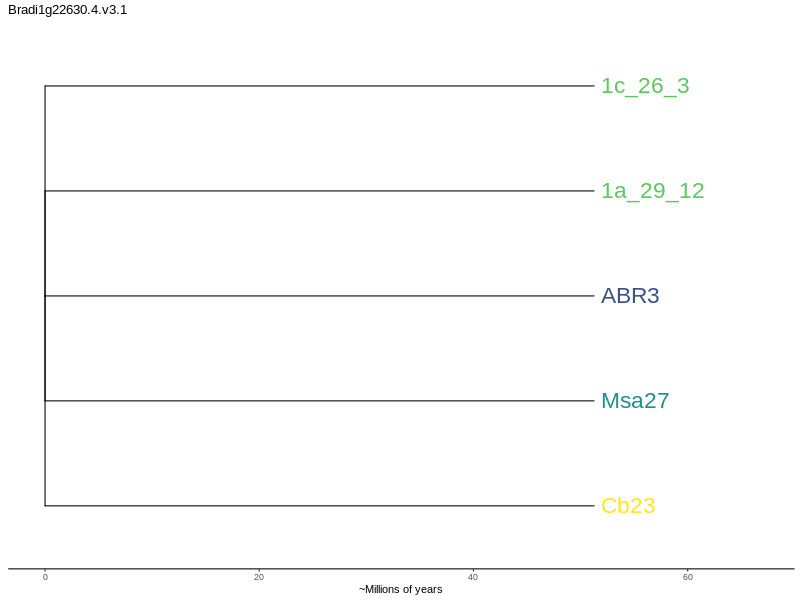 Bradi1g22630.4.v3.1
1c_26_3
1a_29_12
ABR3
Msa27
Cb23
0 20 40 60
~Millions of years